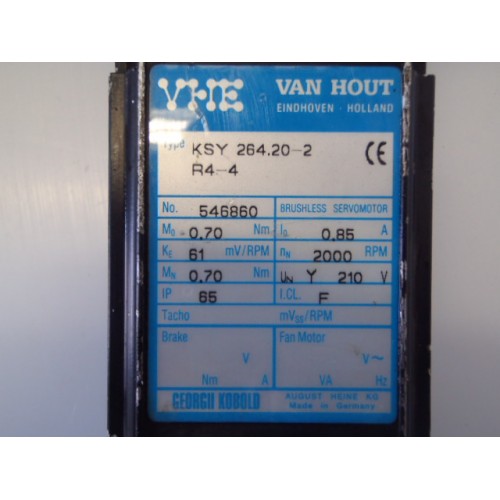 VHE VAN HOUT
EINDHOVEN - HOLLAND
Type KSY 264.20-2 CE
R4-4
No. 546860 BRUSHLESS SERVOMOTOR
M₀ 0.70 Nm I₀ 0.85 A
KE 61 mV/RPM nN 2000 RPM
MN 0.70 Nm UN Y 210 V
IP 65 I.CL. F
Tacho mVss/RPM
Brake Fan Motor
V V~
Nm A VA Hz
GEORGII KOBOLD AUGUST HEINE KG
Made in Germany